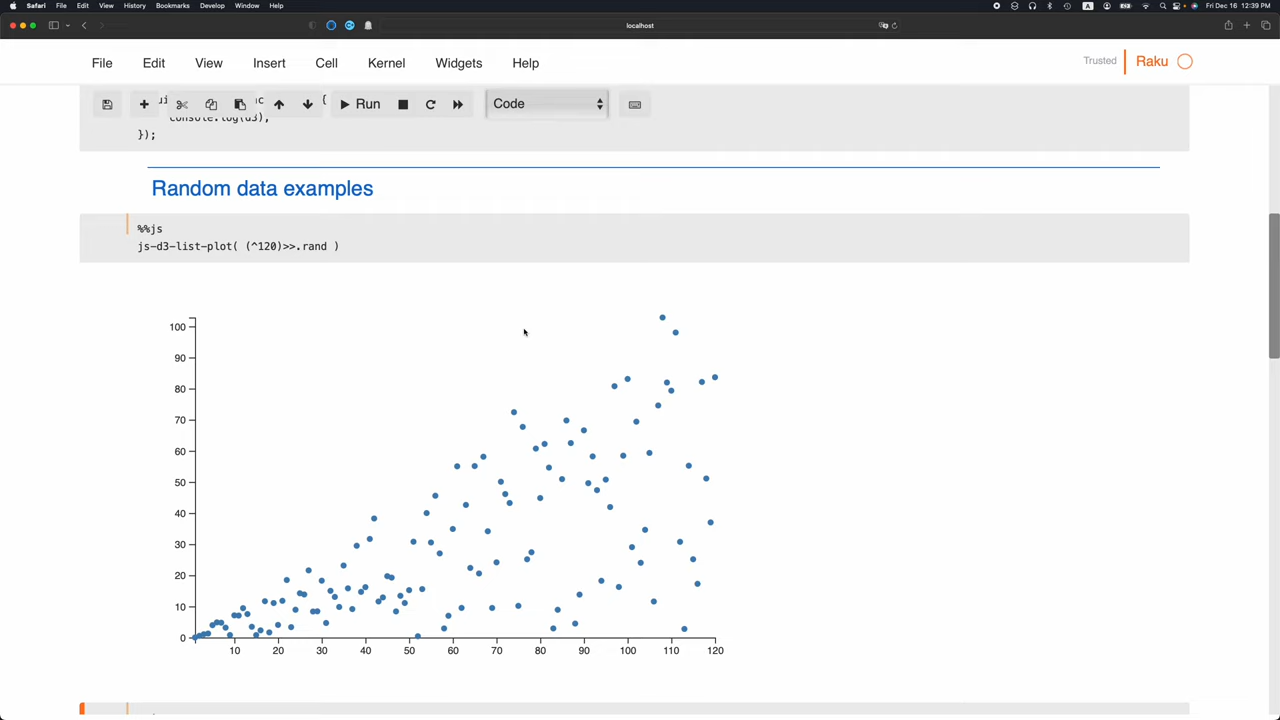 Safari File Edit View History Bookmarks Develop Window Help
A
Fri Dec 16 12:39 PM
localhost
File Edit View Insert Cell Kernel Widgets Help
Trusted
Raku
Run
Code
{
console.log(d3);
});
Random data examples
%%js
js-d3-list-plot( (^120)>>.rand )
100
90
80
70
60
50
40
30
20
10
0
10 20 30 40 50 60 70 80 90 100 110 120